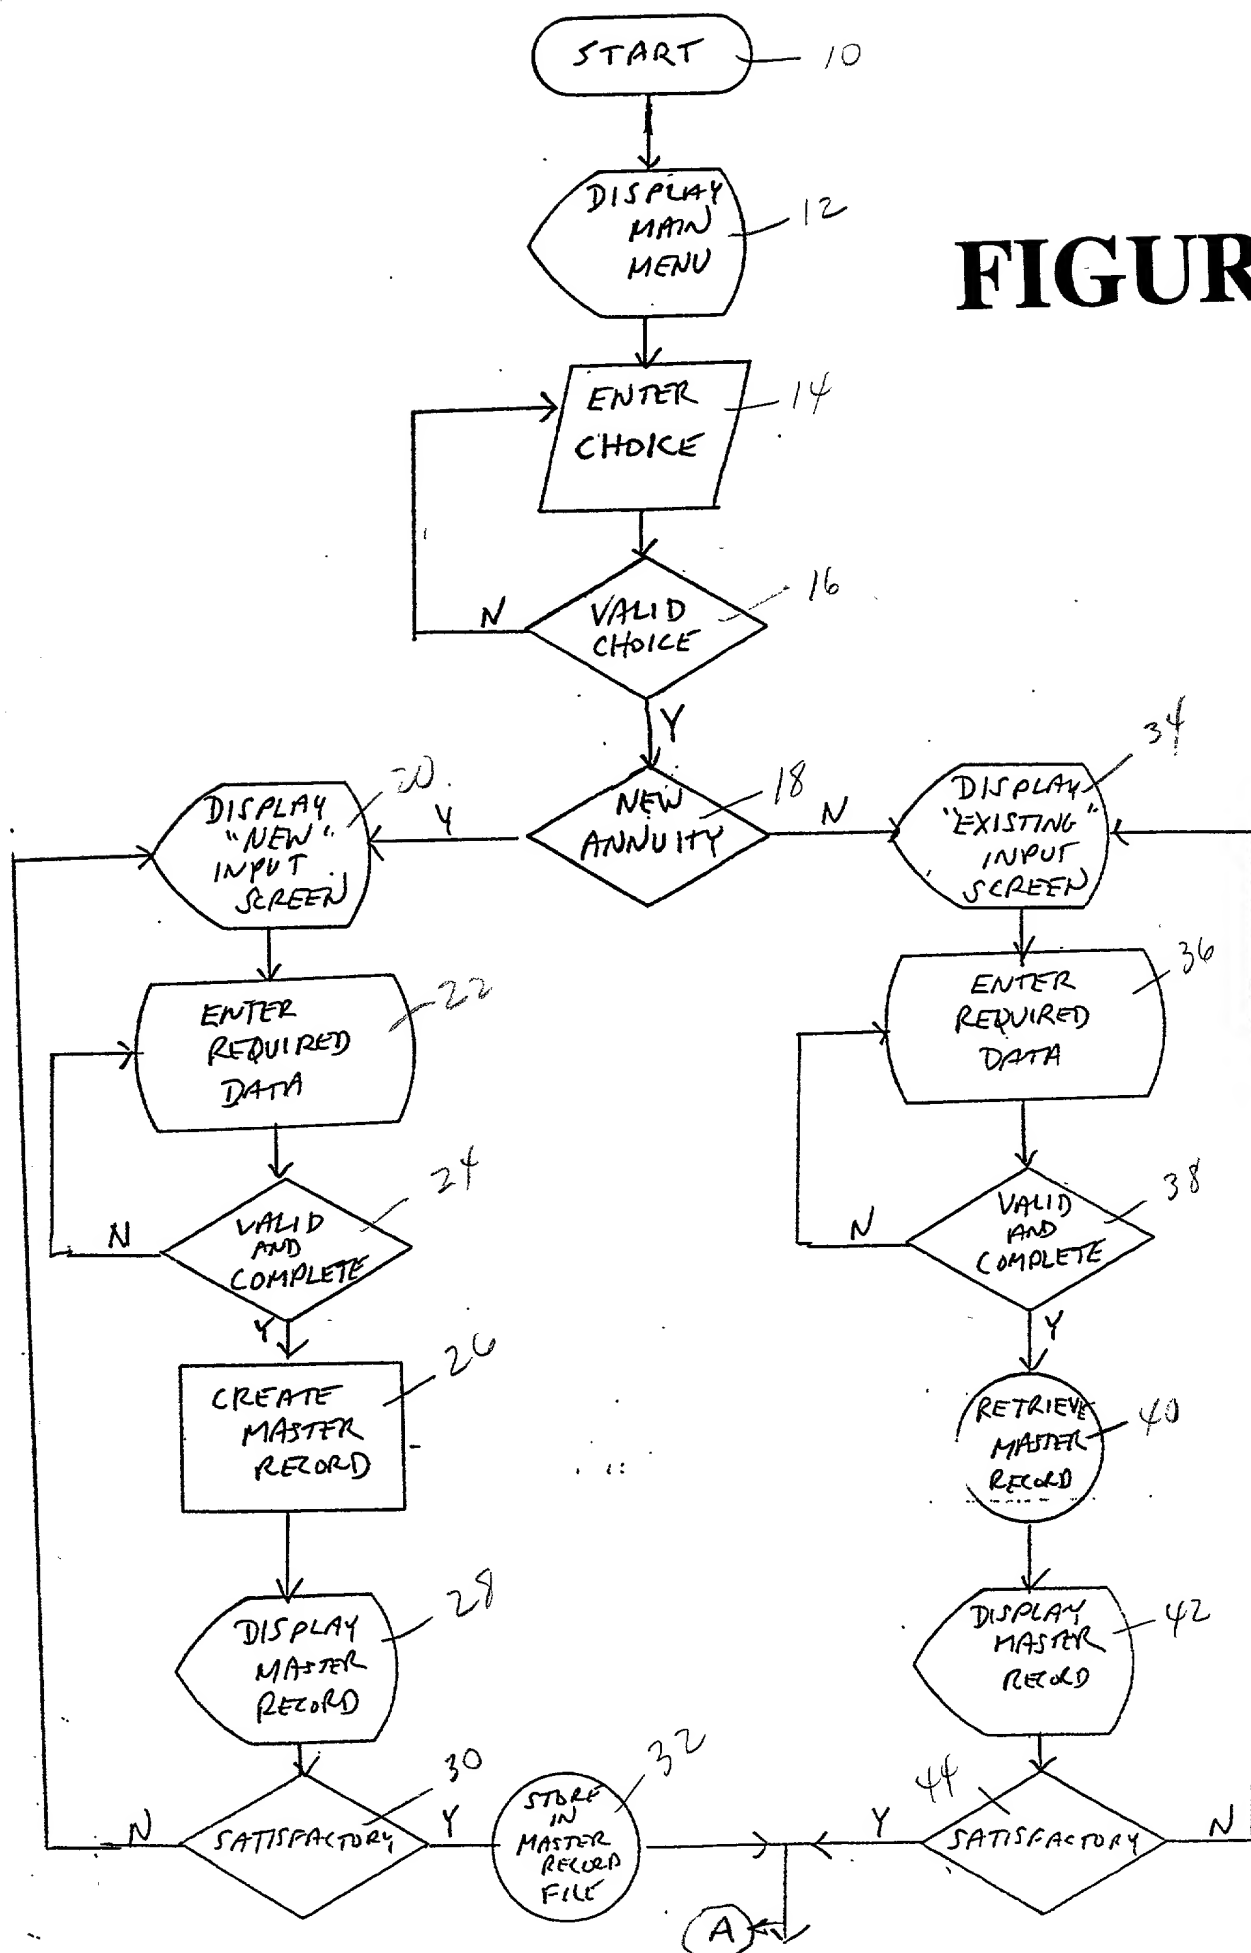 START
10
DISPLAY
MAIN
MENU
12
FIGUR
ENTER
CHOICE
14
VALID
CHOICE
16
N
Y
NEW
ANNUITY
18
Y
N
DISPLAY
"NEW"
INPUT
SCREEN
20
DISPLAY
"EXISTING"
INPUT
SCREEN
34
ENTER
REQUIRED
DATA
22
ENTER
REQUIRED
DATA
36
VALID
AND
COMPLETE
24
N
Y
VALID
AND
COMPLETE
38
N
Y
CREATE
MASTER
RECORD
26
RETRIEVE
MASTER
RECORD
40
DISPLAY
MASTER
RECORD
28
DISPLAY
MASTER
RECORD
42
N
SATISFACTORY
30
Y
STORE
IN
MASTER
RECORD
FILE
32
Y
SATISFACTORY
44
N
A